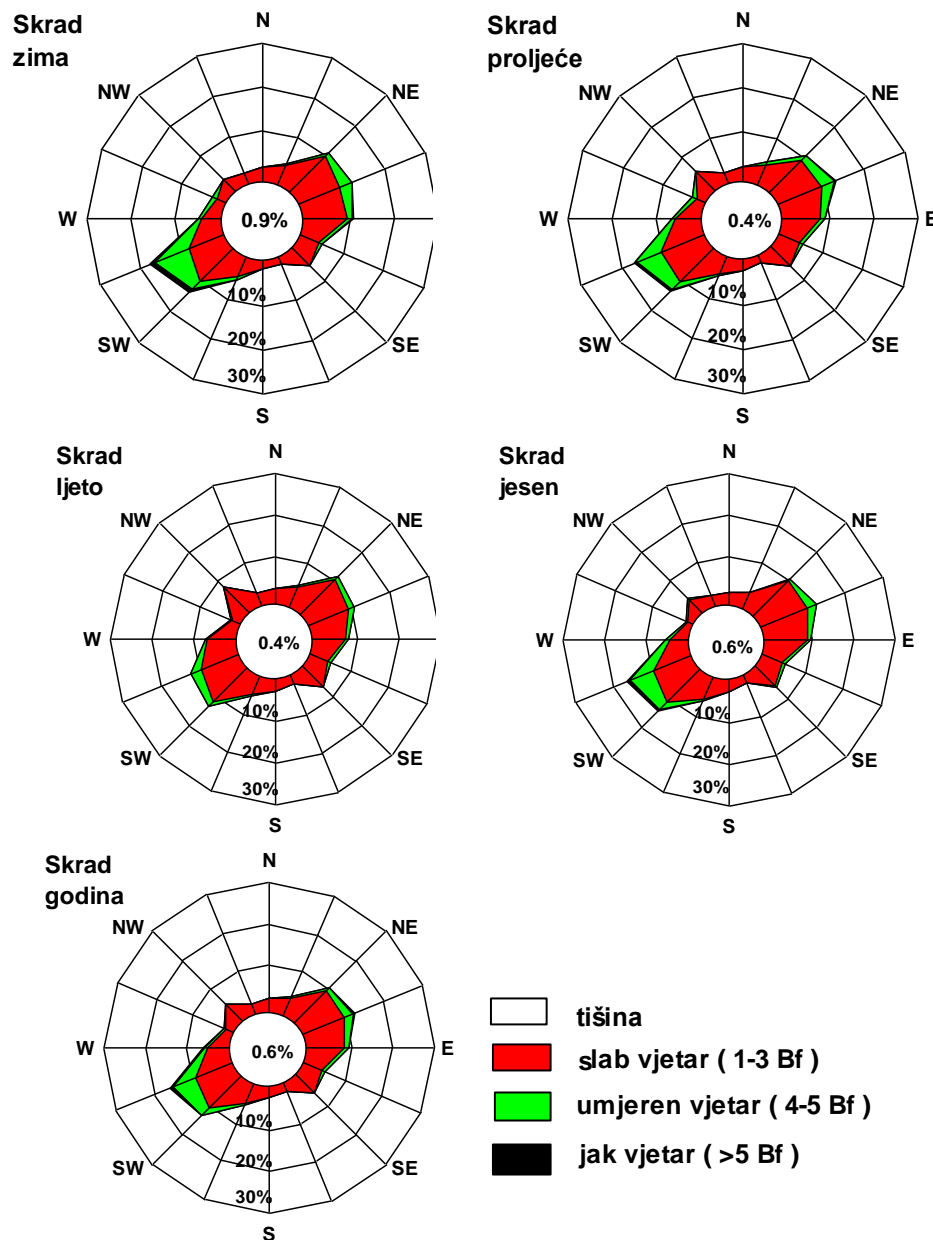 Skrad
zima
N
NW
NE
W
0.9%
SW
SE
10%
20%
30%
S
Skrad
proljeće
N
NW
NE
W
0.4%
E
SW
SE
10%
20%
30%
S
Skrad
ljeto
N
NW
NE
W
0.4%
SW
SE
10%
20%
30%
S
Skrad
jesen
N
NW
NE
W
0.6%
E
SW
SE
10%
20%
30%
S
Skrad
godina
N
NW
NE
W
0.6%
E
SW
SE
10%
20%
30%
S
tišina
slab vjetar ( 1-3 Bf )
umjeren vjetar ( 4-5 Bf )
jak vjetar ( >5 Bf )